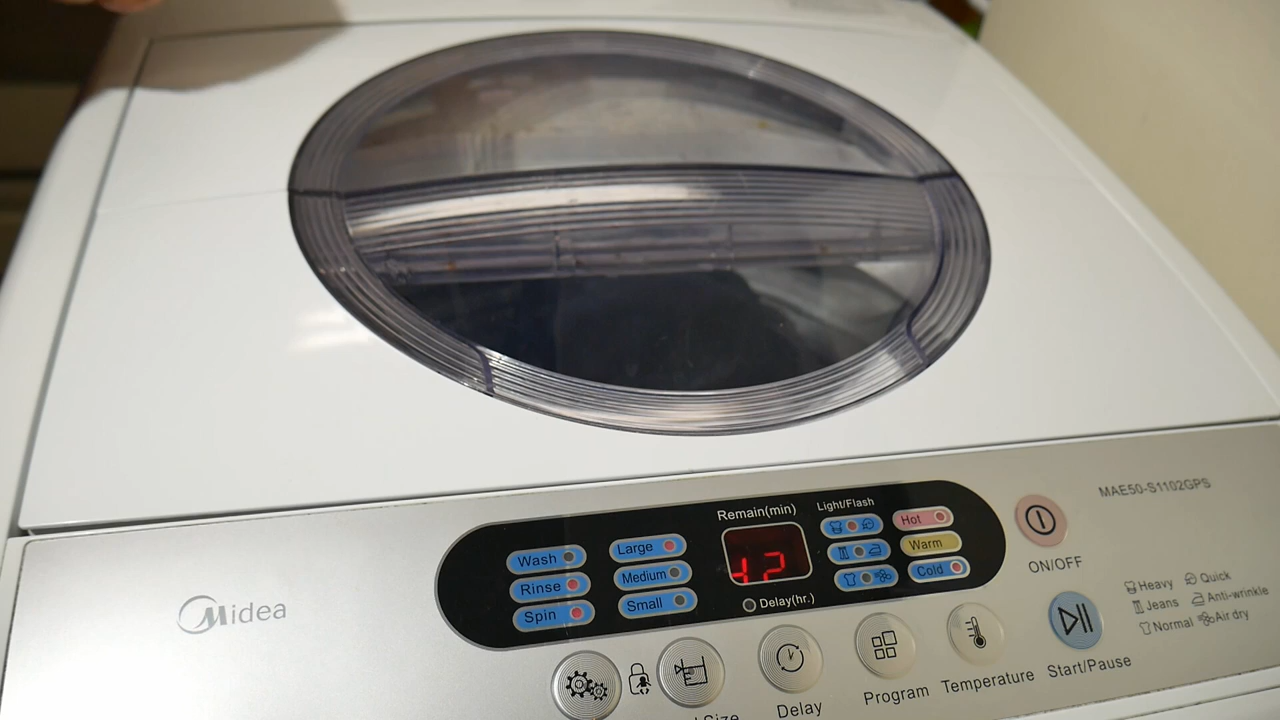 Midea
Wash
Rinse
Spin
Large
Medium
Small
Remain(min)
12
Delay(hr.)
Light/Flash
Hot
Warm
Cold
ON/OFF
MAE50-S1102GPS
Heavy Quick
Jeans Anti-wrinkle
Normal Air dry
Size
Delay
Program
Temperature
Start/Pause